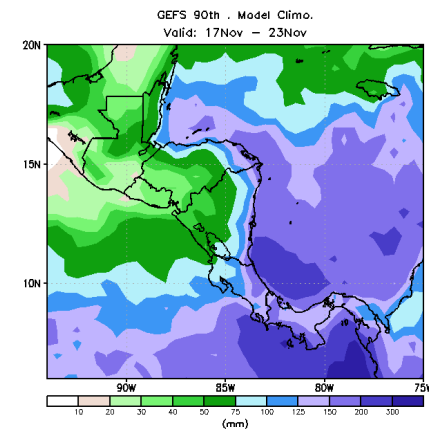 GEFS 90th . Model Climo.
Valid: 17Nov – 23Nov
20N
15N
10N
90W 85W 80W 75W
10 20 30 40 50 75 100 125 150 200 300
(mm)